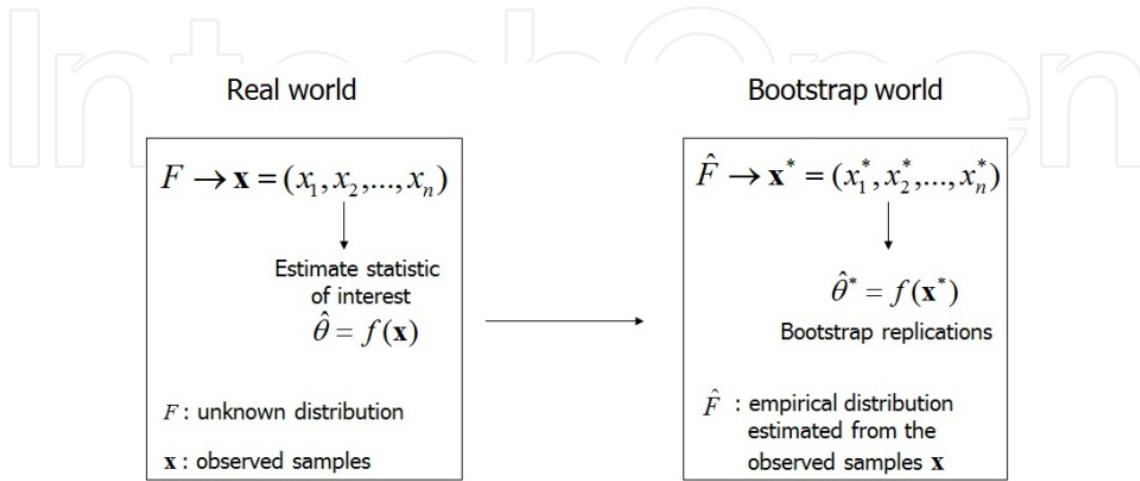 IntechOpen
Real world
Bootstrap world
F → x = (x₁, x₂,..., xₙ)
Estimate statistic
of interest
θ̂ = f(x)
F : unknown distribution
x : observed samples
F̂ → x* = (x₁*, x₂*,..., xₙ*)
θ̂* = f(x*)
Bootstrap replications
F̂ : empirical distribution
estimated from the
observed samples x